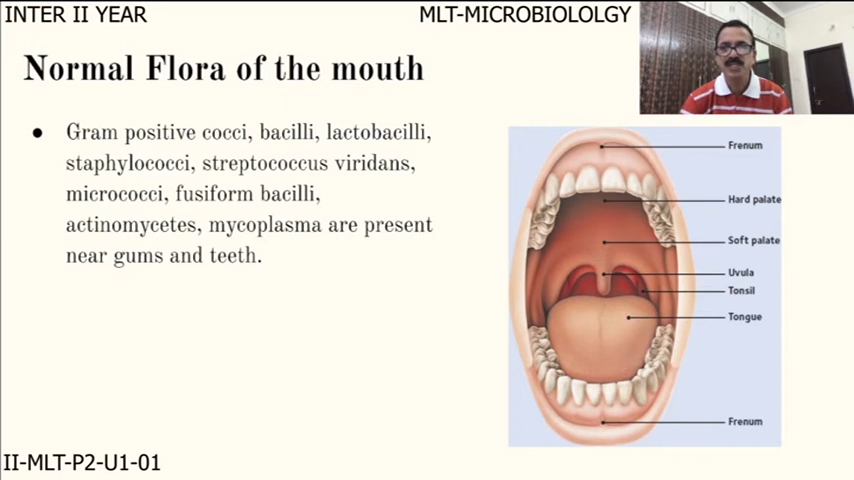 INTER II YEAR
MLT-MICROBIOLOLGY
Normal Flora of the mouth
● Gram positive cocci, bacilli, lactobacilli,
staphylococci, streptococcus viridans,
micrococci, fusiform bacilli,
actinomycetes, mycoplasma are present
near gums and teeth.
Frenum
Hard palate
Soft palate
Uvula
Tonsil
Tongue
Frenum
II-MLT-P2-U1-01